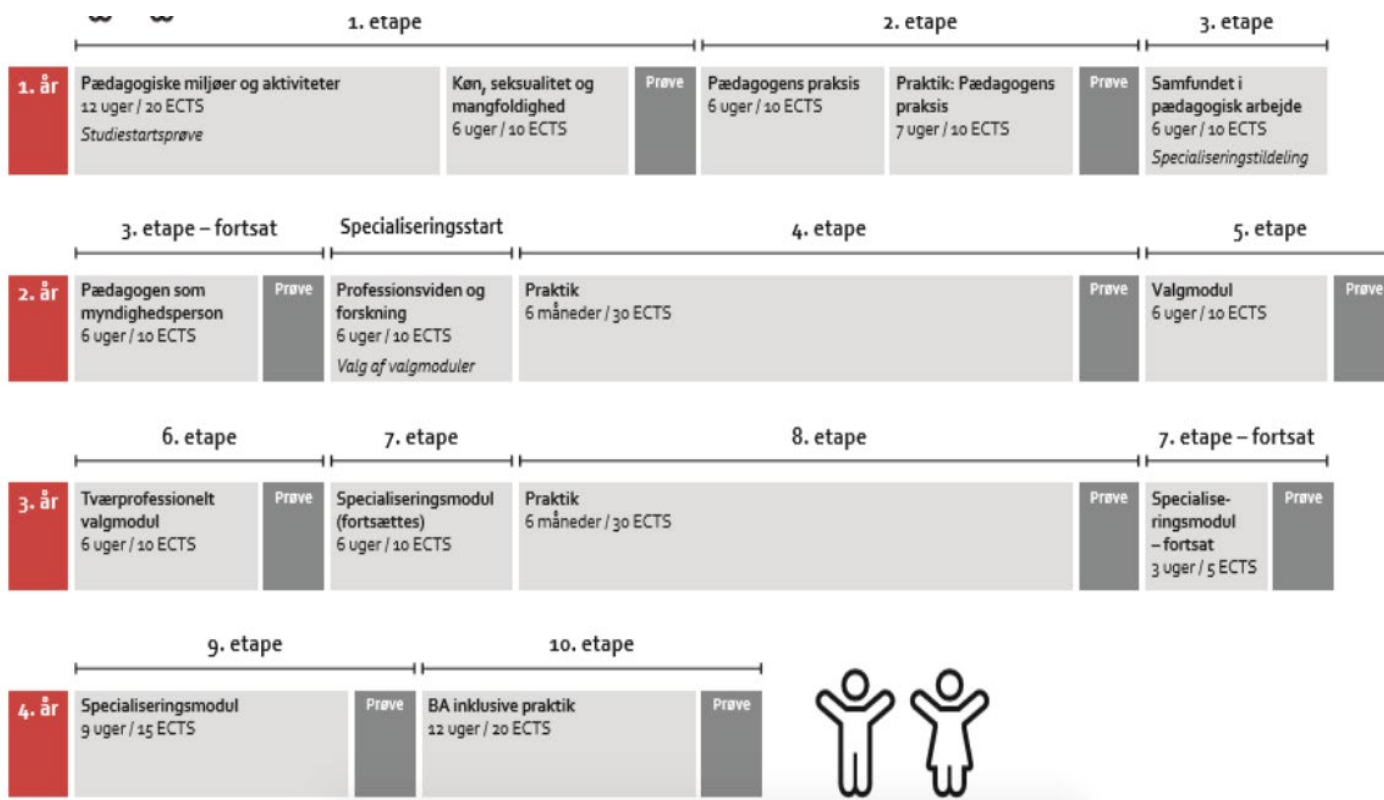 1. etape
2. etape
3. etape
1. år
Pædagogiske miljøer og aktiviteter
12 uger / 20 ECTS
Studiestartsprøve
Køn, seksualitet og
mangfoldighed
6 uger / 10 ECTS
Prøve
Pædagogens praksis
6 uger / 10 ECTS
Praktik: Pædagogens
praksis
7 uger / 10 ECTS
Prøve
Samfundet i
pædagogisk arbejde
6 uger / 10 ECTS
Specialiseringstildeling
3. etape – fortsat
Specialiseringsstart
4. etape
5. etape
2. år
Pædagogen som
myndighedsperson
6 uger / 10 ECTS
Prøve
Professionsviden og
forskning
6 uger / 10 ECTS
Valg af valgmoduler
Praktik
6 måneder / 30 ECTS
Prøve
Valgmodul
6 uger / 10 ECTS
Prøve
6. etape
7. etape
8. etape
7. etape – fortsat
3. år
Tværprofessionelt
valgmodul
6 uger / 10 ECTS
Prøve
Specialiseringsmodul
(fortsættes)
6 uger / 10 ECTS
Praktik
6 måneder / 30 ECTS
Prøve
Specialise-
ringsmodul
– fortsat
3 uger / 5 ECTS
Prøve
9. etape
10. etape
4. år
Specialiseringsmodul
9 uger / 15 ECTS
Prøve
BA inklusive praktik
12 uger / 20 ECTS
Prøve